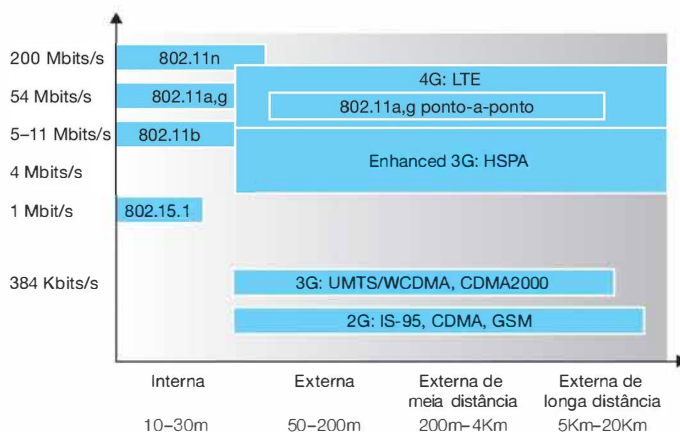 200 Mbits/s
802.11n
54 Mbits/s
802.11a,g
4G: LTE
802.11a,g ponto-a-ponto
5–11 Mbits/s
802.11b
Enhanced 3G: HSPA
4 Mbits/s
1 Mbit/s
802.15.1
384 Kbits/s
3G: UMTS/WCDMA, CDMA2000
2G: IS-95, CDMA, GSM
Interna
Externa
Externa de
meia distância
Externa de
longa distância
10–30m
50–200m
200m–4Km
5Km–20Km